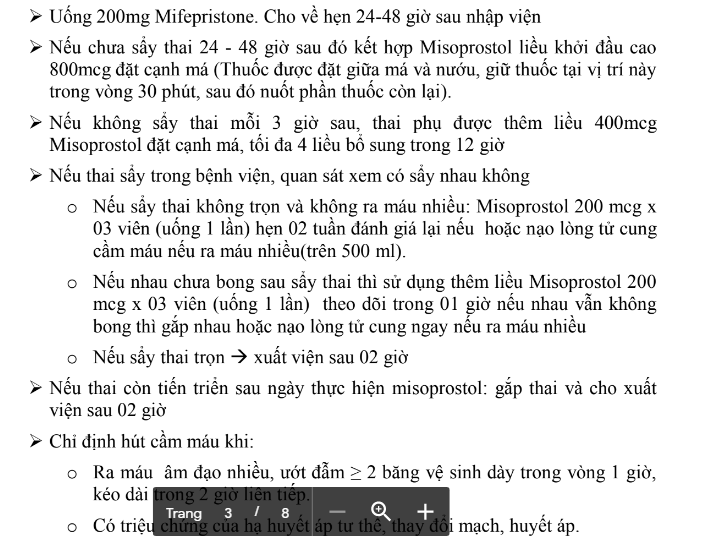 ➤ Uống 200mg Mifepristone. Cho về hẹn 24-48 giờ sau nhập viện
➤ Nếu chưa sẩy thai 24 - 48 giờ sau đó kết hợp Misoprostol liều khởi đầu cao
800mcg đặt cạnh má (Thuốc được đặt giữa má và nướu, giữ thuốc tại vị trí này
trong vòng 30 phút, sau đó nuốt phần thuốc còn lại).
➤ Nếu không sẩy thai mỗi 3 giờ sau, thai phụ được thêm liều 400mcg
Misoprostol đặt cạnh má, tối đa 4 liều bổ sung trong 12 giờ
➤ Nếu thai sẩy trong bệnh viện, quan sát xem có sẩy nhau không
o Nếu sẩy thai không trọn và không ra máu nhiều: Misoprostol 200 mcg x
03 viên (uống 1 lần) hẹn 02 tuần đánh giá lại nếu hoặc nạo lòng tử cung
cầm máu nếu ra máu nhiều(trên 500 ml).
o Nếu nhau chưa bong sau sẩy thai thì sử dụng thêm liều Misoprostol 200
mcg x 03 viên (uống 1 lần) theo dõi trong 01 giờ nếu nhau vẫn không
bong thì gắp nhau hoặc nạo lòng tử cung ngay nếu ra máu nhiều
o Nếu sẩy thai trọn → xuất viện sau 02 giờ
➤ Nếu thai còn tiến triển sau ngày thực hiện misoprostol: gắp thai và cho xuất
viện sau 02 giờ
➤ Chỉ định hút cầm máu khi:
o Ra máu âm đạo nhiều, ướt đẫm ≥ 2 băng vệ sinh dày trong vòng 1 giờ,
kéo dài trong 2 giờ liên tiếp.
Trang 3 / 8
o Có triệu chứng của hạ huyết áp tư thế, thay đổi mạch, huyết áp.